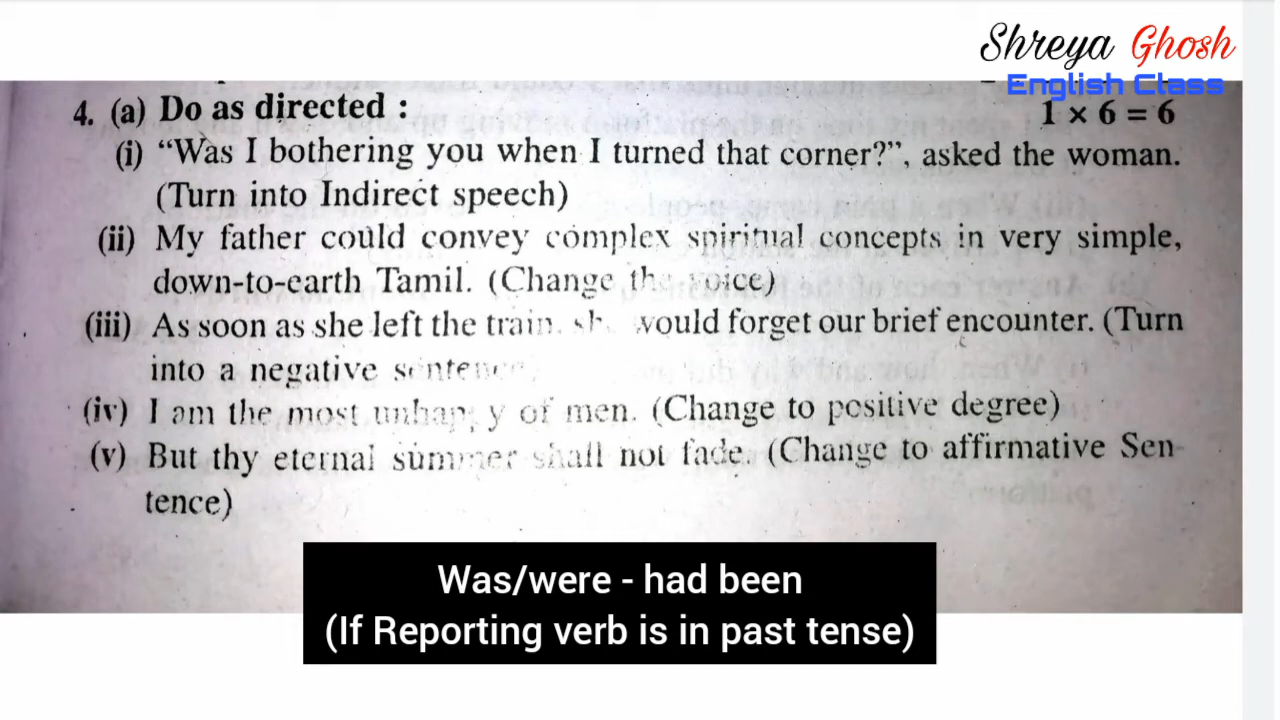 Shreya Ghosh
English Class
4. (a) Do as directed : 1 × 6 = 6
(i) “Was I bothering you when I turned that corner?”, asked the woman.
(Turn into Indirect speech)
(ii) My father could convey complex spiritual concepts in very simple,
down-to-earth Tamil. (Change the voice)
(iii) As soon as she left the train, she would forget our brief encounter. (Turn
into a negative sentence
(iv) I am the most unhappy of men. (Change to positive degree)
(v) But thy eternal summer shall not fade. (Change to affirmative Sen-
tence)
Was/were - had been
(If Reporting verb is in past tense)